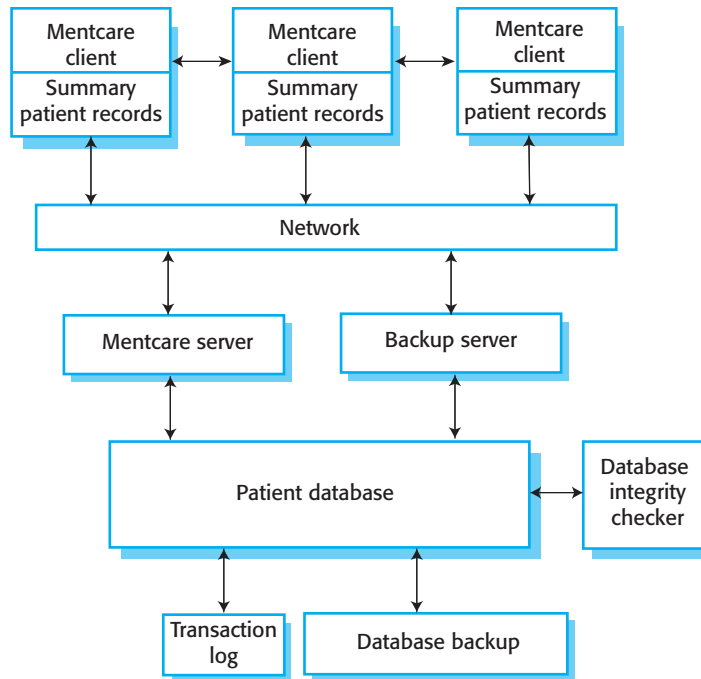 Mentcare
client
Summary
patient records
Mentcare
client
Summary
patient records
Mentcare
client
Summary
patient records
Network
Mentcare server
Backup server
Patient database
Database
integrity
checker
Transaction
log
Database backup